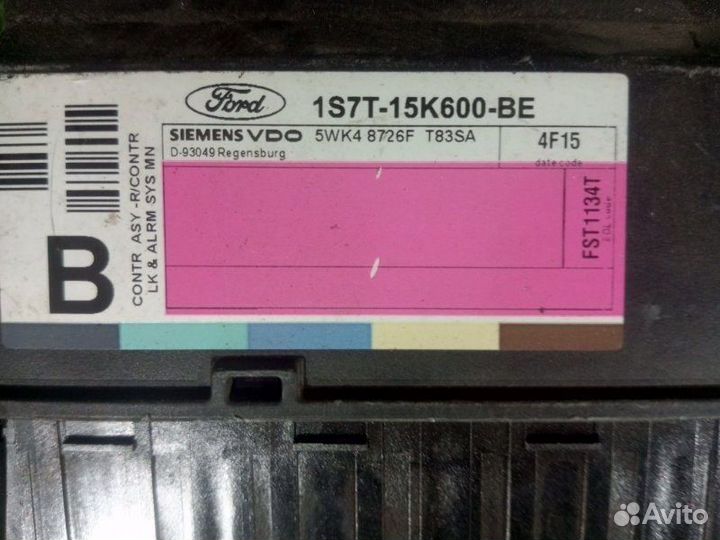 Ford
1S7T-15K600-BE
SIEMENS VDO 5WK4 8726F T83SA
D-93049 Regensburg
4F15
date code
FST1134T
EOL code
CONTR ASY -R/CONTR
LK & ALRM SYS MN
B
Avito